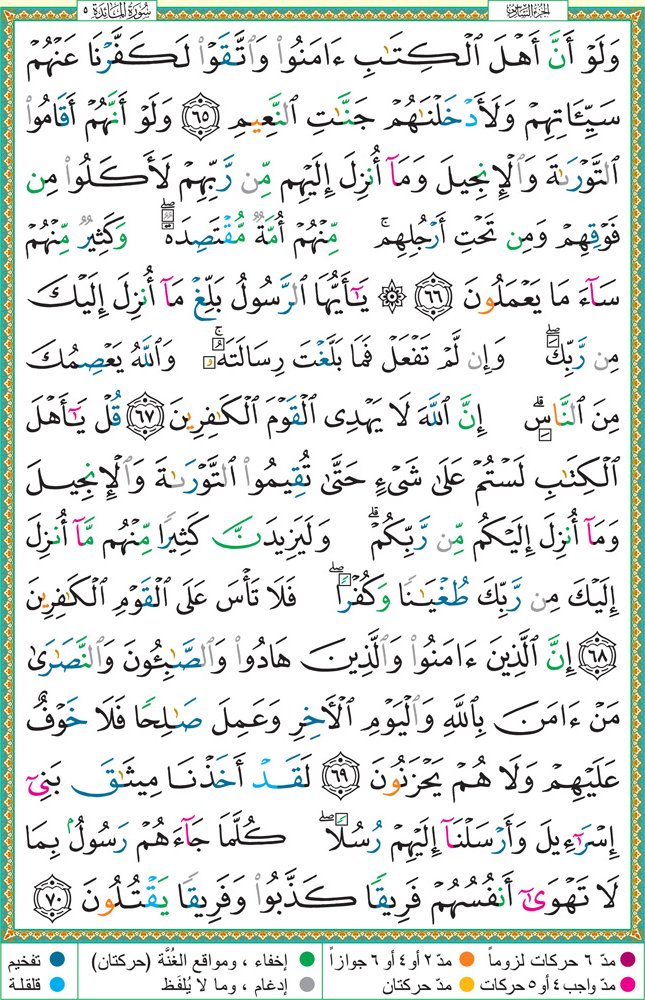 سُورَةُ المَائِدَة ٥
الجزء السادس
وَلَوْ أَنَّ أَهْلَ ٱلْكِتَٰبِ ءَامَنُوا۟ وَٱتَّقَوْا۟ لَكَفَّرْنَا عَنْهُمْ
سَيِّـَٔاتِهِمْ وَلَأَدْخَلْنَٰهُمْ جَنَّٰتِ ٱلنَّعِيمِ ٦٥ وَلَوْ أَنَّهُمْ أَقَامُوا۟
ٱلتَّوْرَىٰةَ وَٱلْإِنجِيلَ وَمَآ أُنزِلَ إِلَيْهِم مِّن رَّبِّهِمْ لَأَكَلُوا۟ مِن
فَوْقِهِمْ وَمِن تَحْتِ أَرْجُلِهِم ۚ مِّنْهُمْ أُمَّةٌ مُّقْتَصِدَةٌ ۖ وَكَثِيرٌ مِّنْهُمْ
سَآءَ مَا يَعْمَلُونَ ٦٦ ۞ يَٰٓأَيُّهَا ٱلرَّسُولُ بَلِّغْ مَآ أُنزِلَ إِلَيْكَ
مِن رَّبِّكَ ۖ وَإِن لَّمْ تَفْعَلْ فَمَا بَلَّغْتَ رِسَالَتَهُۥ ۚ وَٱللَّهُ يَعْصِمُكَ
مِنَ ٱلنَّاسِ ۗ إِنَّ ٱللَّهَ لَا يَهْدِى ٱلْقَوْمَ ٱلْكَٰفِرِينَ ٦٧ قُلْ يَٰٓأَهْلَ
ٱلْكِتَٰبِ لَسْتُمْ عَلَىٰ شَىْءٍ حَتَّىٰ تُقِيمُوا۟ ٱلتَّوْرَىٰةَ وَٱلْإِنجِيلَ
وَمَآ أُنزِلَ إِلَيْكُم مِّن رَّبِّكُمْ ۗ وَلَيَزِيدَنَّ كَثِيرًا مِّنْهُم مَّآ أُنزِلَ
إِلَيْكَ مِن رَّبِّكَ طُغْيَٰنًا وَكُفْرًا ۖ فَلَا تَأْسَ عَلَى ٱلْقَوْمِ ٱلْكَٰفِرِينَ
٦٨ إِنَّ ٱلَّذِينَ ءَامَنُوا۟ وَٱلَّذِينَ هَادُوا۟ وَٱلصَّٰبِـُٔونَ وَٱلنَّصَٰرَىٰ
مَنْ ءَامَنَ بِٱللَّهِ وَٱلْيَوْمِ ٱلْءَاخِرِ وَعَمِلَ صَٰلِحًا فَلَا خَوْفٌ
عَلَيْهِمْ وَلَا هُمْ يَحْزَنُونَ ٦٩ لَقَدْ أَخَذْنَا مِيثَٰقَ بَنِىٓ
إِسْرَٰٓءِيلَ وَأَرْسَلْنَآ إِلَيْهِمْ رُسُلًا ۖ كُلَّمَا جَآءَهُمْ رَسُولٌۢ بِمَا
لَا تَهْوَىٰٓ أَنفُسُهُمْ فَرِيقًا كَذَّبُوا۟ وَفَرِيقًا يَقْتُلُونَ ٧٠
مدّ ٦ حركات لزوماً مدّ ٢ أو ٤ أو ٦ جوازاً إخفاء ، ومواقع الغُنَّة (حركتان) تفخيم
مدّ واجب ٤ أو ٥ حركات مدّ حركتان إدغام ، وما لا يُلفَظ قلقلة